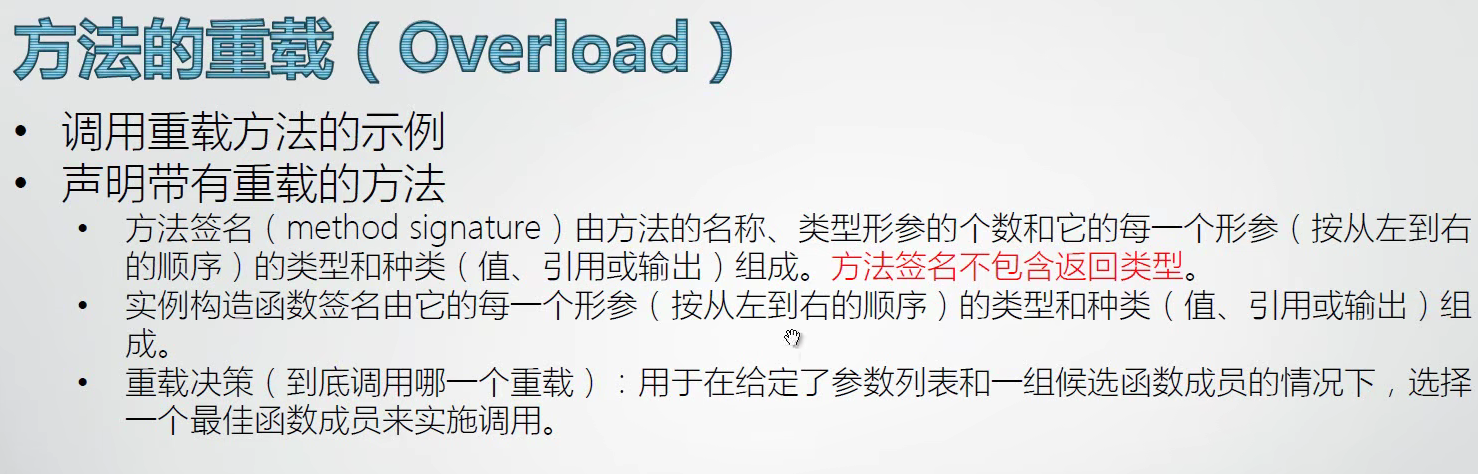 方法的重载（Overload）
• 调用重载方法的示例
• 声明带有重载的方法
• 方法签名（method signature）由方法的名称、类型形参的个数和它的每一个形参（按从左到右
的顺序）的类型和种类（值、引用或输出）组成。方法签名不包含返回类型。
• 实例构造函数签名由它的每一个形参（按从左到右的顺序）的类型和种类（值、引用或输出）组
成。
• 重载决策（到底调用哪一个重载）：用于在给定了参数列表和一组候选函数成员的情况下，选择
一个最佳函数成员来实施调用。